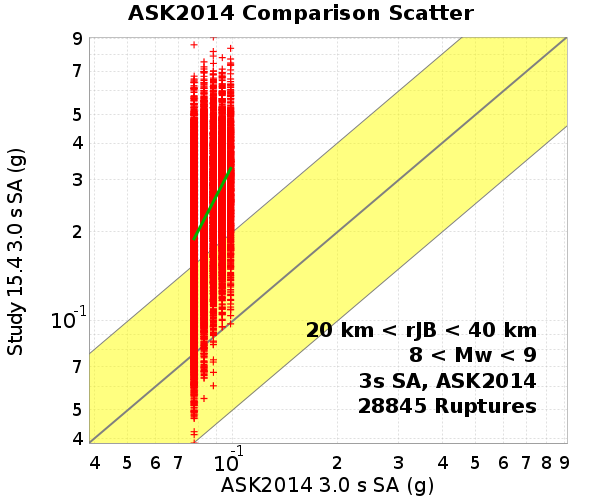 ASK2014 Comparison Scatter
9
7
5
4
3
2
10-1
7
5
4
Study 15.4 3.0 s SA (g)
20 km < rJB < 40 km
8 < Mw < 9
3s SA, ASK2014
28845 Ruptures
4 5 6 7 10-1 2 3 4 5 6 7 8 9
ASK2014 3.0 s SA (g)